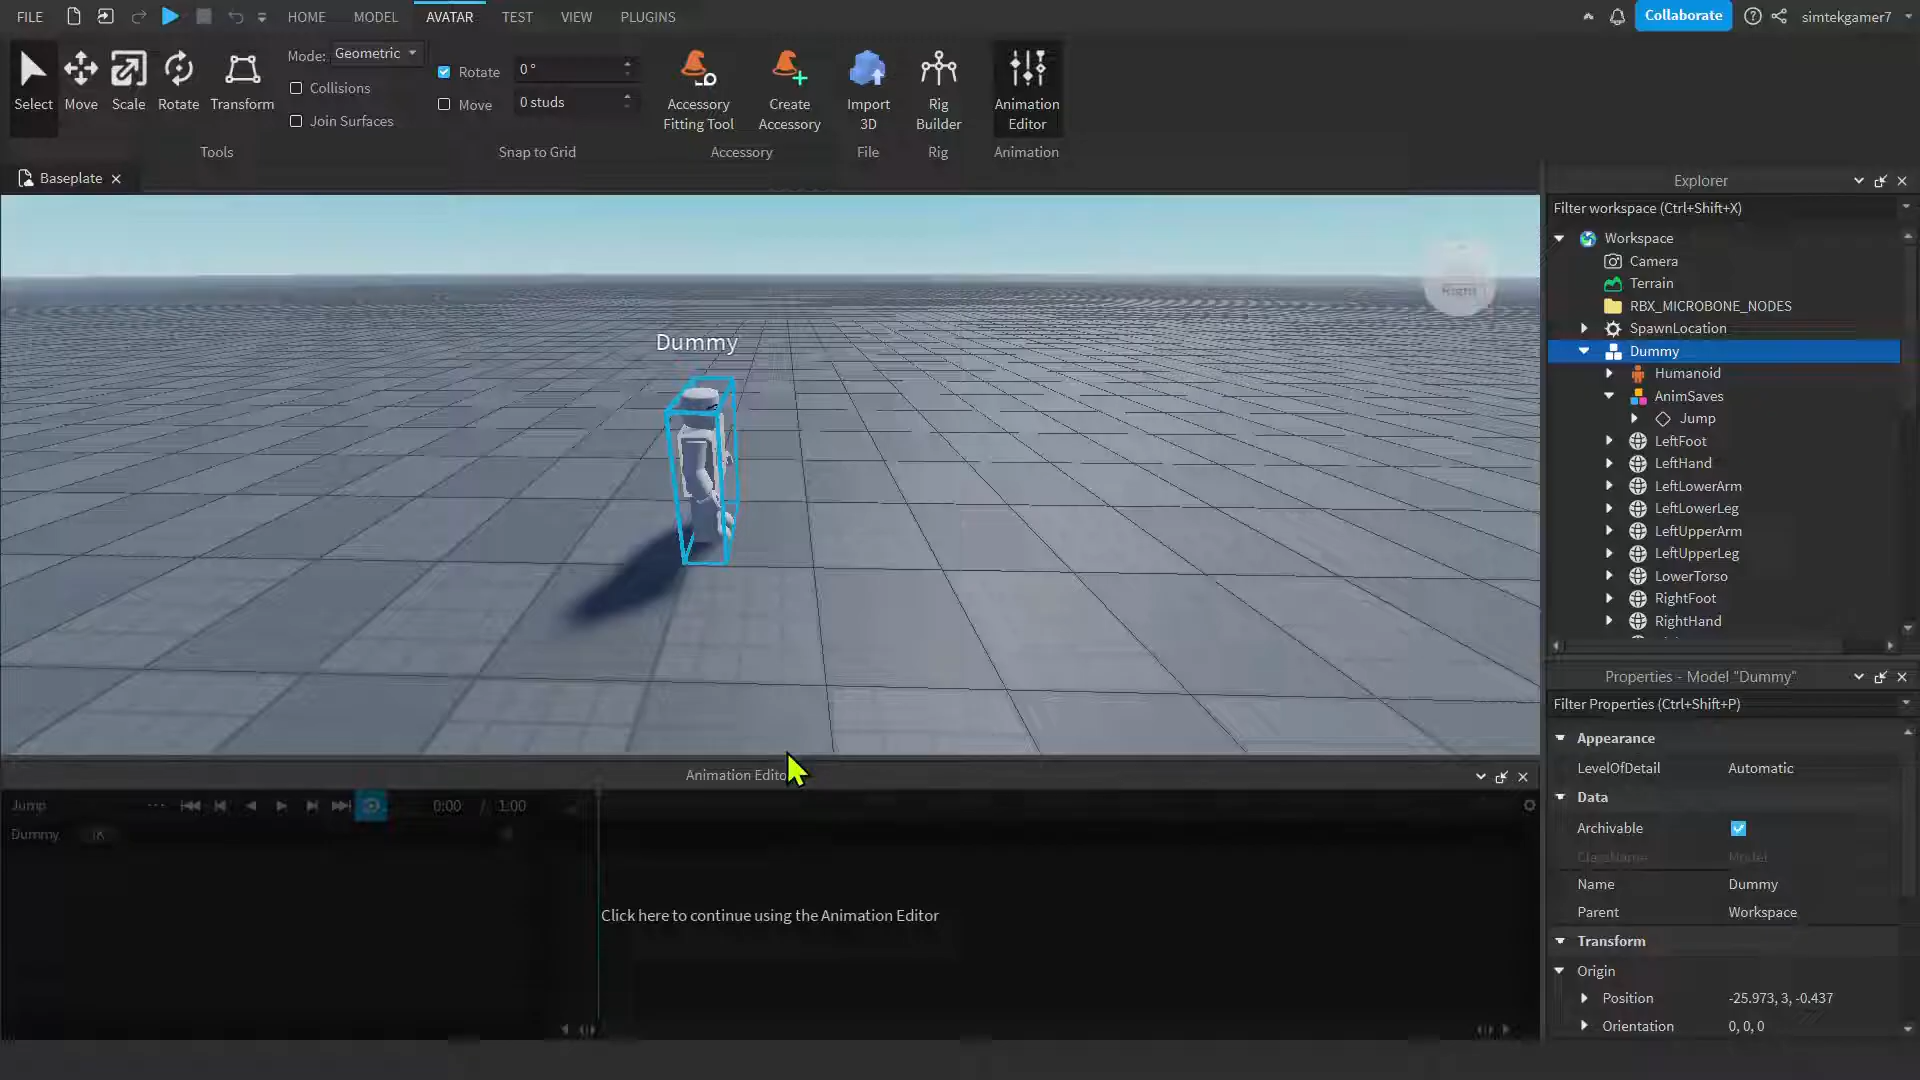 FILE
HOME
MODEL
AVATAR
TEST
VIEW
PLUGINS
Collaborate
simtekgamer7
Select
Move
Scale
Rotate
Transform
Mode: Geometric
Collisions
Join Surfaces
Tools
Rotate 0 °
Move 0 studs
Snap to Grid
Accessory
Fitting Tool
Create
Accessory
Accessory
Import
3D
File
Rig
Builder
Rig
Animation
Editor
Animation
Baseplate
Dummy
Right
Explorer
Filter workspace (Ctrl+Shift+X)
Workspace
Camera
Terrain
RBX_MICROBONE_NODES
SpawnLocation
Dummy
Humanoid
AnimSaves
Jump
LeftFoot
LeftHand
LeftLowerArm
LeftLowerLeg
LeftUpperArm
LeftUpperLeg
LowerTorso
RightFoot
RightHand
Properties - Model "Dummy"
Filter Properties (Ctrl+Shift+P)
Appearance
LevelOfDetail Automatic
Data
Archivable
ClassName Model
Name Dummy
Parent Workspace
Transform
Origin
Position -25.973, 3, -0.437
Orientation 0, 0, 0
Animation Edito
Jump
0:00 / 1:00
Dummy IK
Click here to continue using the Animation Editor